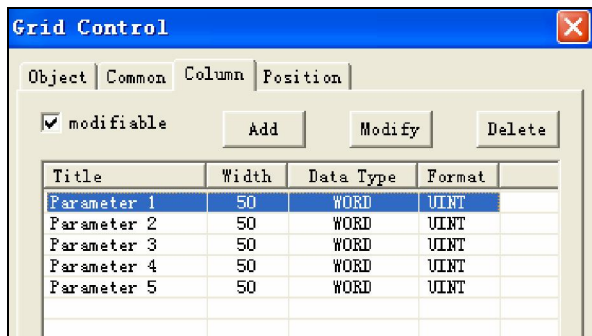 Grid Control
Object Common Column Position
modifiable Add Modify Delete
Title Width Data Type Format
Parameter 1 50 WORD UINT
Parameter 2 50 WORD UINT
Parameter 3 50 WORD UINT
Parameter 4 50 WORD UINT
Parameter 5 50 WORD UINT